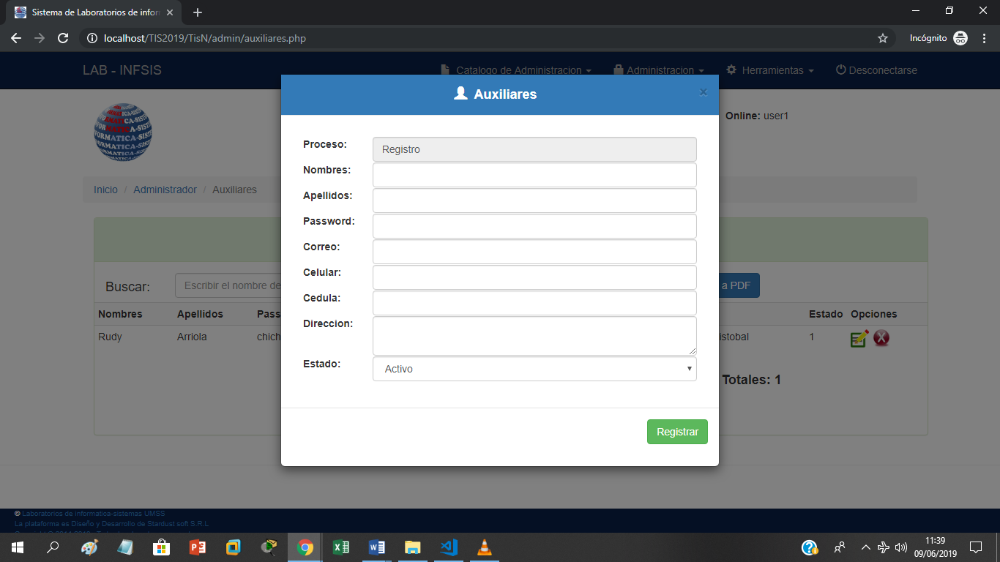 Sistema de Laboratorios de infor
localhost/TIS2019/TisN/admin/auxiliares.php
Incógnito
LAB - INFSIS
Catalogo de Administracion
Administracion
Herramientas
Desconectarse
Auxiliares
×
Online: user1
Inicio / Administrador / Auxiliares
Proceso: Registro
Nombres:
Apellidos:
Password:
Correo:
Celular:
Cedula:
Direccion:
Estado: Activo
Registrar
Buscar: Escribir el nombre de
a PDF
Nombres Apellidos Pass Estado Opciones
Rudy Arriola chich istobal 1
Totales: 1
© Laboratorios de informatica-sistemas UMSS
La plataforma es Diseño y Desarrollo de Stardust soft S.R.L
11:39
09/06/2019